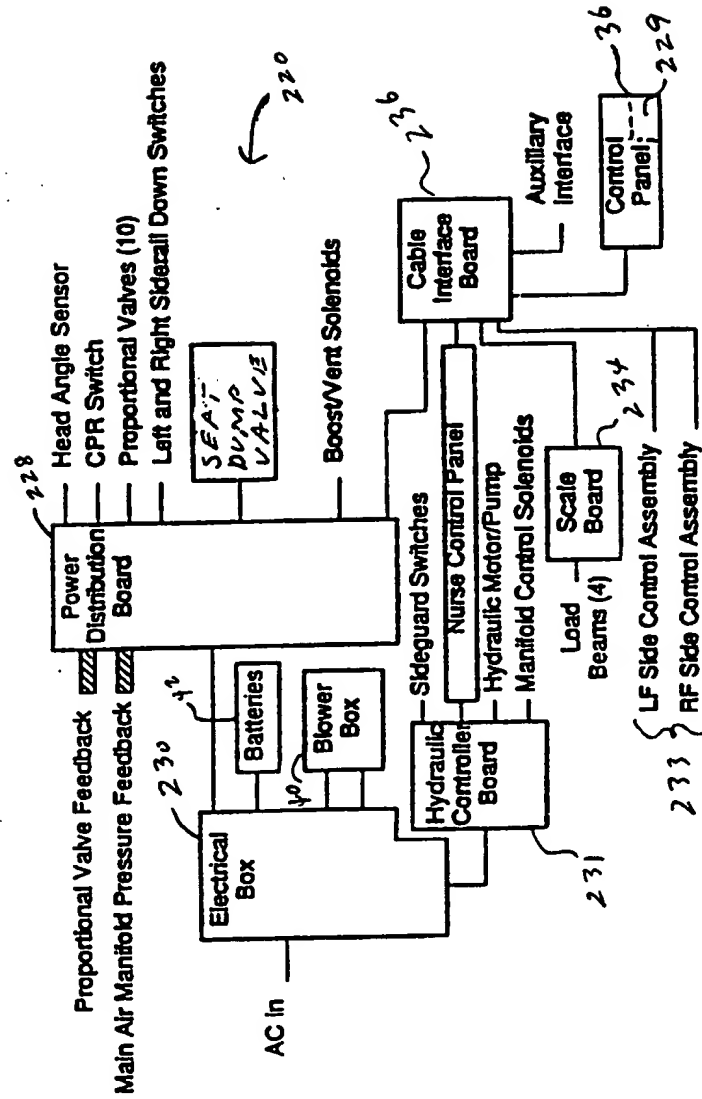 Proportional Valve Feedback
Main Air Manifold Pressure Feedback
228
Power
Distribution
Board
Head Angle Sensor
CPR Switch
Proportional Valves (10)
Left and Right Siderail Down Switches
SEAT
DUMP
VALVE
Boost/Vent Solenoids
220
230
Electrical
Box
AC In
42
Batteries
40
Blower
Box
Sideguard Switches
Nurse Control Panel
Hydraulic Motor/Pump
Manifold Control Solenoids
Hydraulic
Controller
Board
231
236
Cable
Interface
Board
Auxiliary
Interface
Control
Panel
36
229
Load
Beams (4)
Scale
Board
234
LF Side Control Assembly
RF Side Control Assembly
233